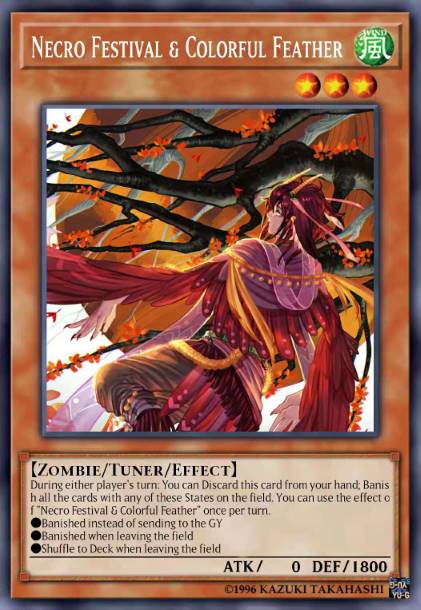 Necro Festival & Colorful Feather
WIND
風
[Zombie/Tuner/Effect]
During either player's turn: You can Discard this card from your hand; Banis
h all the cards with any of these States on the field. You can use the effect o
f "Necro Festival & Colorful Feather" once per turn.
●Banished instead of sending to the GY
●Banished when leaving the field
●Shuffle to Deck when leaving the field
ATK/ 0 DEF/1800
©1996 KAZUKI TAKAHASHI